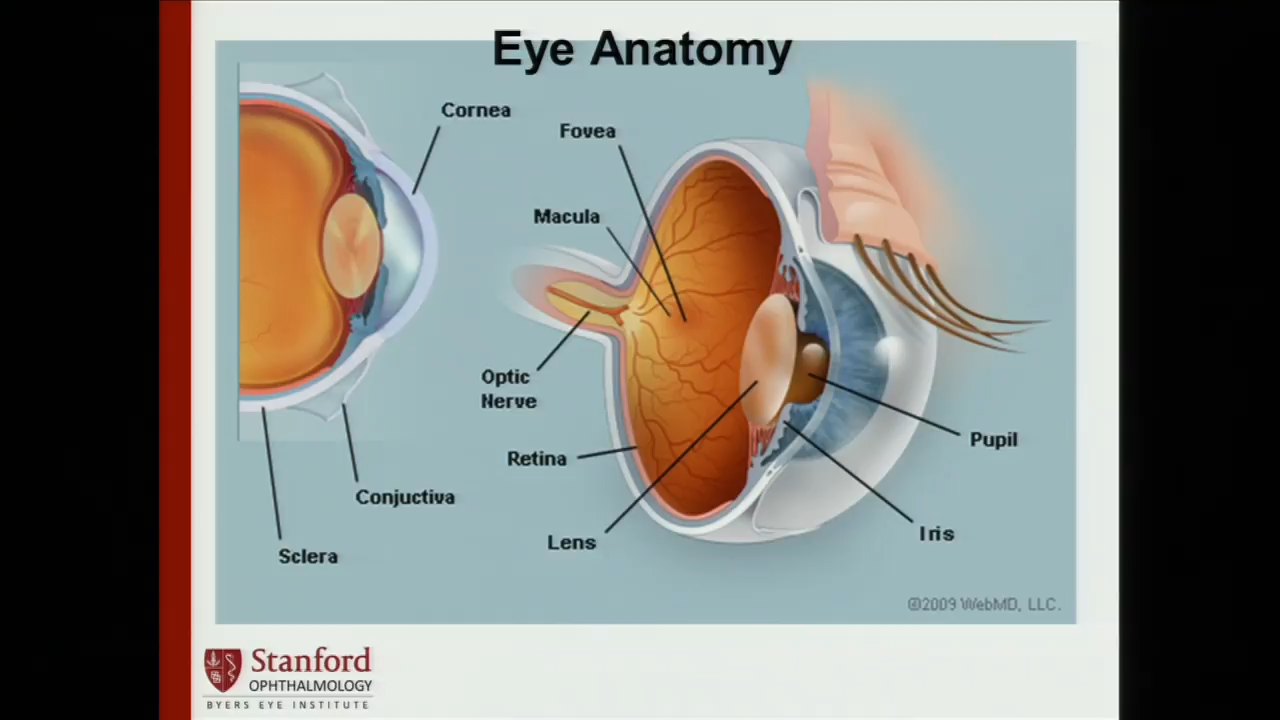 Eye Anatomy
Cornea
Fovea
Macula
Optic
Nerve
Retina
Lens
Pupil
Iris
Conjuctiva
Sclera
©2009 WebMD, LLC.
Stanford
OPHTHALMOLOGY
BYERS EYE INSTITUTE